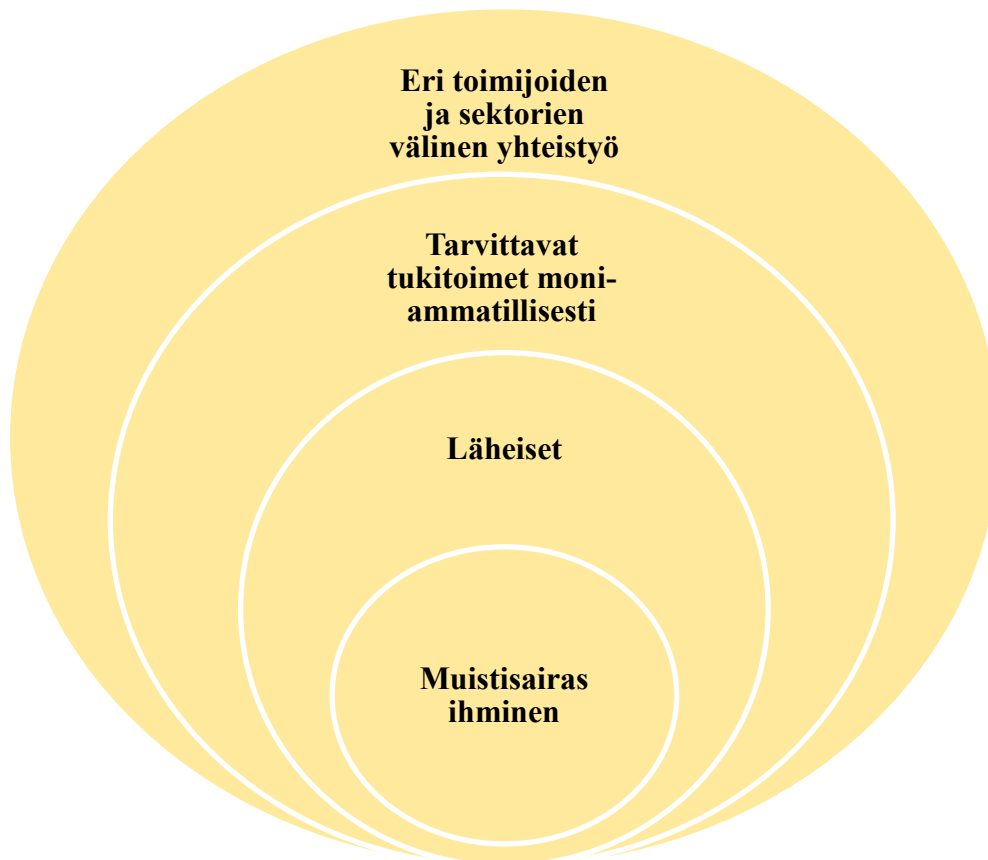 Eri toimijoiden
ja sektorien
välinen yhteistyö
Tarvittavat
tukitoimet moni-
ammatillisesti
Läheiset
Muistisairas
ihminen